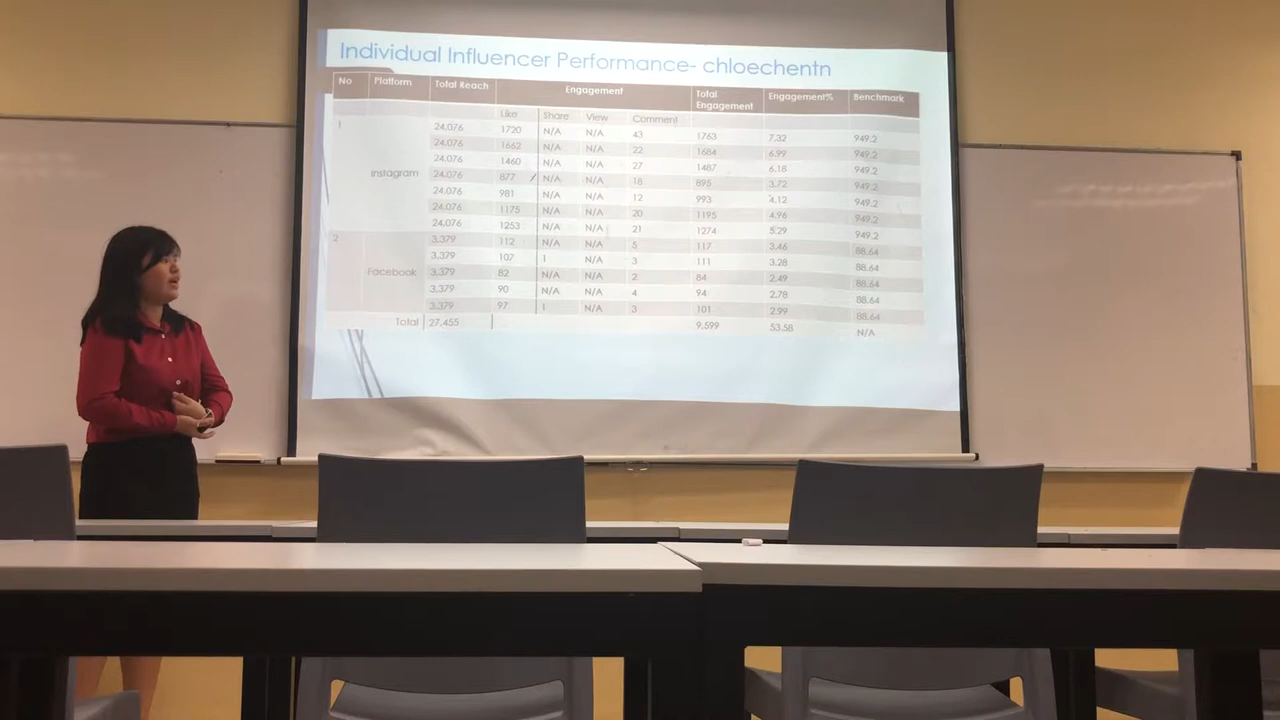 Individual Influencer Performance- chloechentn
No Platform Total Reach Engagement Total Engagement Engagement% Benchmark
Like Share View Comment
1 Instagram 24,076 1720 N/A N/A 43 1763 7.32 949.2
24,076 1662 N/A N/A 22 1684 6.99 949.2
24,076 1460 N/A N/A 27 1487 6.18 949.2
24,076 877 N/A N/A 18 895 3.72 949.2
24,076 981 N/A N/A 12 993 4.12 949.2
24,076 1175 N/A N/A 20 1195 4.96 949.2
24,076 1253 N/A N/A 21 1274 5.29 949.2
2 Facebook 3,379 112 N/A N/A 5 117 3.46 88.64
3,379 107 1 N/A 3 111 3.28 88.64
3,379 82 N/A N/A 2 84 2.49 88.64
3,379 90 N/A N/A 4 94 2.78 88.64
3,379 97 1 N/A 3 101 2.99 88.64
Total 27,455 9,599 53.58 N/A